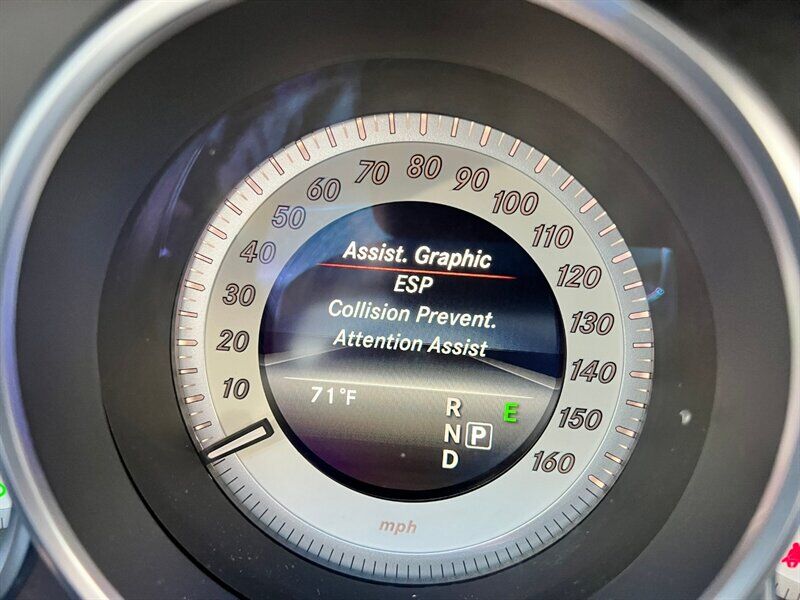 10
20
30
40
50
60
70
80
90
100
110
120
130
140
150
160
Assist. Graphic
ESP
Collision Prevent.
Attention Assist
71°F
R
E
N P
D
mph